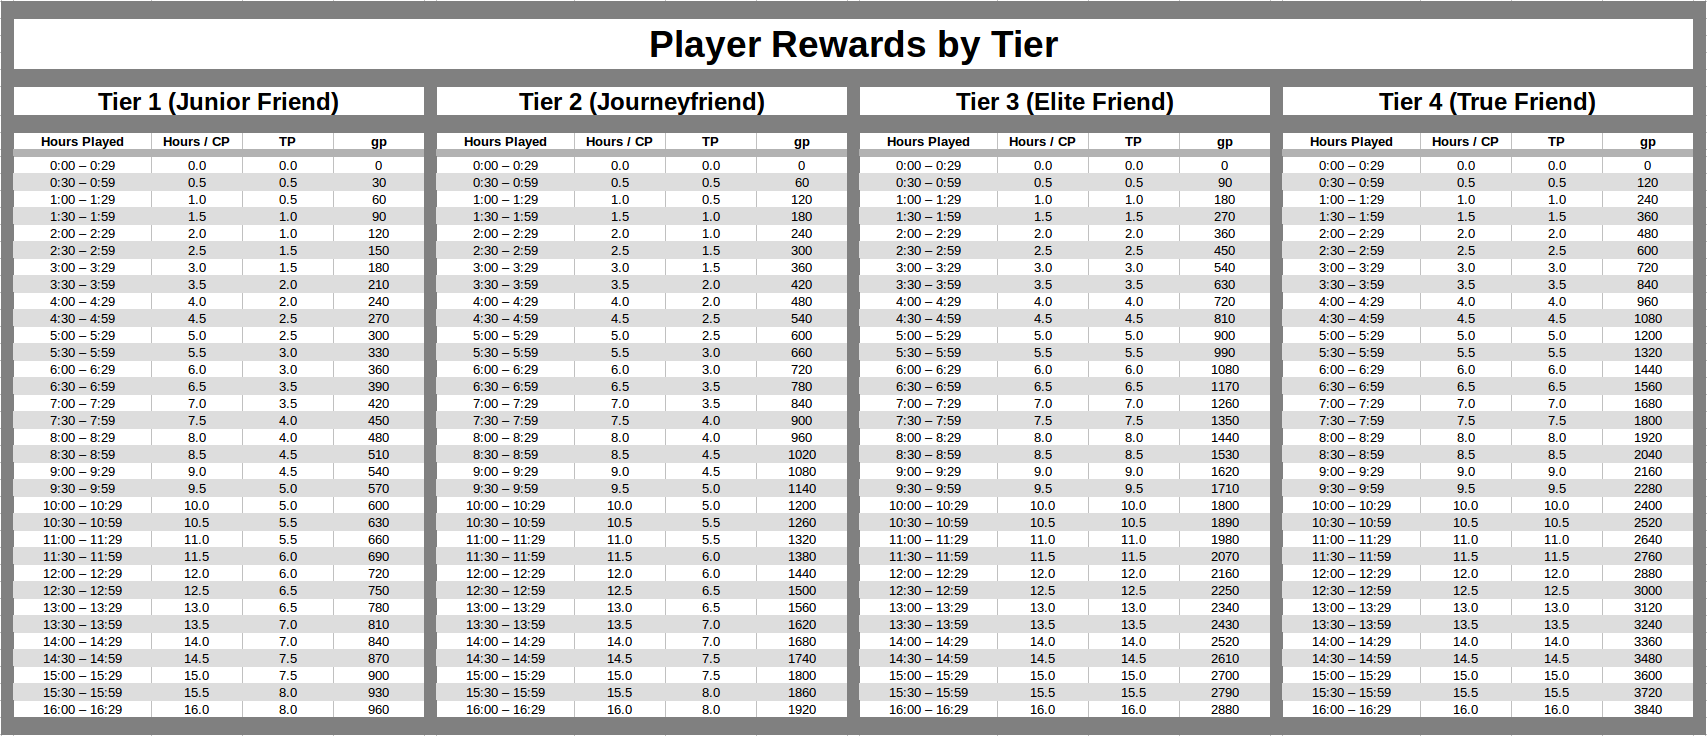 Player Rewards by Tier
Tier 1 (Junior Friend) Tier 2 (Journeyfriend) Tier 3 (Elite Friend) Tier 4 (True Friend)
Hours Played Hours / CP TP gp Hours Played Hours / CP TP gp Hours Played Hours / CP TP gp Hours Played Hours / CP TP gp
0:00 – 0:29 0.0 0.0 0 0:00 – 0:29 0.0 0.0 0 0:00 – 0:29 0.0 0.0 0 0:00 – 0:29 0.0 0.0 0
0:30 – 0:59 0.5 0.5 30 0:30 – 0:59 0.5 0.5 60 0:30 – 0:59 0.5 0.5 90 0:30 – 0:59 0.5 0.5 120
1:00 – 1:29 1.0 0.5 60 1:00 – 1:29 1.0 0.5 120 1:00 – 1:29 1.0 1.0 180 1:00 – 1:29 1.0 1.0 240
1:30 – 1:59 1.5 1.0 90 1:30 – 1:59 1.5 1.0 180 1:30 – 1:59 1.5 1.5 270 1:30 – 1:59 1.5 1.5 360
2:00 – 2:29 2.0 1.0 120 2:00 – 2:29 2.0 1.0 240 2:00 – 2:29 2.0 2.0 360 2:00 – 2:29 2.0 2.0 480
2:30 – 2:59 2.5 1.5 150 2:30 – 2:59 2.5 1.5 300 2:30 – 2:59 2.5 2.5 450 2:30 – 2:59 2.5 2.5 600
3:00 – 3:29 3.0 1.5 180 3:00 – 3:29 3.0 1.5 360 3:00 – 3:29 3.0 3.0 540 3:00 – 3:29 3.0 3.0 720
3:30 – 3:59 3.5 2.0 210 3:30 – 3:59 3.5 2.0 420 3:30 – 3:59 3.5 3.5 630 3:30 – 3:59 3.5 3.5 840
4:00 – 4:29 4.0 2.0 240 4:00 – 4:29 4.0 2.0 480 4:00 – 4:29 4.0 4.0 720 4:00 – 4:29 4.0 4.0 960
4:30 – 4:59 4.5 2.5 270 4:30 – 4:59 4.5 2.5 540 4:30 – 4:59 4.5 4.5 810 4:30 – 4:59 4.5 4.5 1080
5:00 – 5:29 5.0 2.5 300 5:00 – 5:29 5.0 2.5 600 5:00 – 5:29 5.0 5.0 900 5:00 – 5:29 5.0 5.0 1200
5:30 – 5:59 5.5 3.0 330 5:30 – 5:59 5.5 3.0 660 5:30 – 5:59 5.5 5.5 990 5:30 – 5:59 5.5 5.5 1320
6:00 – 6:29 6.0 3.0 360 6:00 – 6:29 6.0 3.0 720 6:00 – 6:29 6.0 6.0 1080 6:00 – 6:29 6.0 6.0 1440
6:30 – 6:59 6.5 3.5 390 6:30 – 6:59 6.5 3.5 780 6:30 – 6:59 6.5 6.5 1170 6:30 – 6:59 6.5 6.5 1560
7:00 – 7:29 7.0 3.5 420 7:00 – 7:29 7.0 3.5 840 7:00 – 7:29 7.0 7.0 1260 7:00 – 7:29 7.0 7.0 1680
7:30 – 7:59 7.5 4.0 450 7:30 – 7:59 7.5 4.0 900 7:30 – 7:59 7.5 7.5 1350 7:30 – 7:59 7.5 7.5 1800
8:00 – 8:29 8.0 4.0 480 8:00 – 8:29 8.0 4.0 960 8:00 – 8:29 8.0 8.0 1440 8:00 – 8:29 8.0 8.0 1920
8:30 – 8:59 8.5 4.5 510 8:30 – 8:59 8.5 4.5 1020 8:30 – 8:59 8.5 8.5 1530 8:30 – 8:59 8.5 8.5 2040
9:00 – 9:29 9.0 4.5 540 9:00 – 9:29 9.0 4.5 1080 9:00 – 9:29 9.0 9.0 1620 9:00 – 9:29 9.0 9.0 2160
9:30 – 9:59 9.5 5.0 570 9:30 – 9:59 9.5 5.0 1140 9:30 – 9:59 9.5 9.5 1710 9:30 – 9:59 9.5 9.5 2280
10:00 – 10:29 10.0 5.0 600 10:00 – 10:29 10.0 5.0 1200 10:00 – 10:29 10.0 10.0 1800 10:00 – 10:29 10.0 10.0 2400
10:30 – 10:59 10.5 5.5 630 10:30 – 10:59 10.5 5.5 1260 10:30 – 10:59 10.5 10.5 1890 10:30 – 10:59 10.5 10.5 2520
11:00 – 11:29 11.0 5.5 660 11:00 – 11:29 11.0 5.5 1320 11:00 – 11:29 11.0 11.0 1980 11:00 – 11:29 11.0 11.0 2640
11:30 – 11:59 11.5 6.0 690 11:30 – 11:59 11.5 6.0 1380 11:30 – 11:59 11.5 11.5 2070 11:30 – 11:59 11.5 11.5 2760
12:00 – 12:29 12.0 6.0 720 12:00 – 12:29 12.0 6.0 1440 12:00 – 12:29 12.0 12.0 2160 12:00 – 12:29 12.0 12.0 2880
12:30 – 12:59 12.5 6.5 750 12:30 – 12:59 12.5 6.5 1500 12:30 – 12:59 12.5 12.5 2250 12:30 – 12:59 12.5 12.5 3000
13:00 – 13:29 13.0 6.5 780 13:00 – 13:29 13.0 6.5 1560 13:00 – 13:29 13.0 13.0 2340 13:00 – 13:29 13.0 13.0 3120
13:30 – 13:59 13.5 7.0 810 13:30 – 13:59 13.5 7.0 1620 13:30 – 13:59 13.5 13.5 2430 13:30 – 13:59 13.5 13.5 3240
14:00 – 14:29 14.0 7.0 840 14:00 – 14:29 14.0 7.0 1680 14:00 – 14:29 14.0 14.0 2520 14:00 – 14:29 14.0 14.0 3360
14:30 – 14:59 14.5 7.5 870 14:30 – 14:59 14.5 7.5 1740 14:30 – 14:59 14.5 14.5 2610 14:30 – 14:59 14.5 14.5 3480
15:00 – 15:29 15.0 7.5 900 15:00 – 15:29 15.0 7.5 1800 15:00 – 15:29 15.0 15.0 2700 15:00 – 15:29 15.0 15.0 3600
15:30 – 15:59 15.5 8.0 930 15:30 – 15:59 15.5 8.0 1860 15:30 – 15:59 15.5 15.5 2790 15:30 – 15:59 15.5 15.5 3720
16:00 – 16:29 16.0 8.0 960 16:00 – 16:29 16.0 8.0 1920 16:00 – 16:29 16.0 16.0 2880 16:00 – 16:29 16.0 16.0 3840